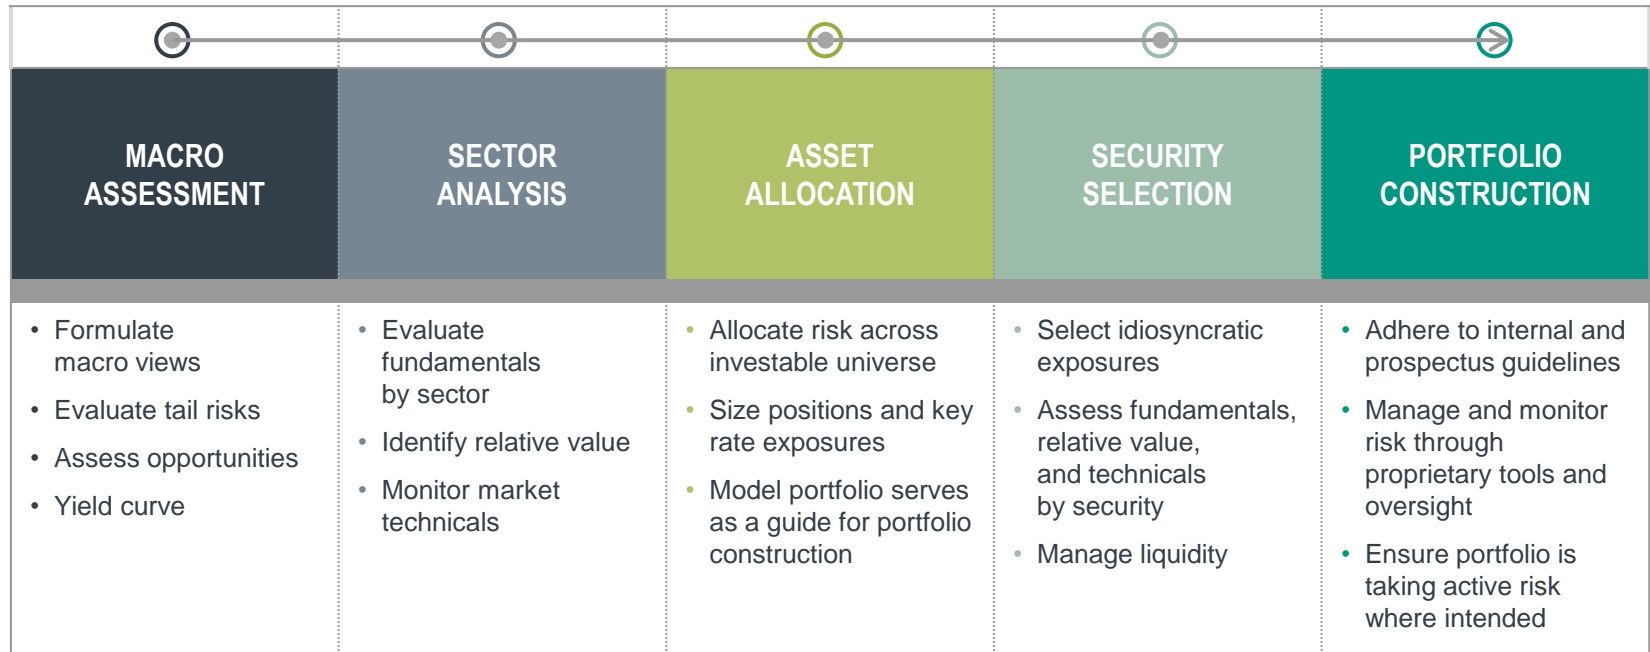 MACRO
ASSESSMENT
SECTOR
ANALYSIS
ASSET
ALLOCATION
SECURITY
SELECTION
PORTFOLIO
CONSTRUCTION
• Formulate
macro views
• Evaluate tail risks
• Assess opportunities
• Yield curve
• Evaluate
fundamentals
by sector
• Identify relative value
• Monitor market
technicals
• Allocate risk across
investable universe
• Size positions and key
rate exposures
• Model portfolio serves
as a guide for portfolio
construction
• Select idiosyncratic
exposures
• Assess fundamentals,
relative value,
and technicals
by security
• Manage liquidity
• Adhere to internal and
prospectus guidelines
• Manage and monitor
risk through
proprietary tools and
oversight
• Ensure portfolio is
taking active risk
where intended